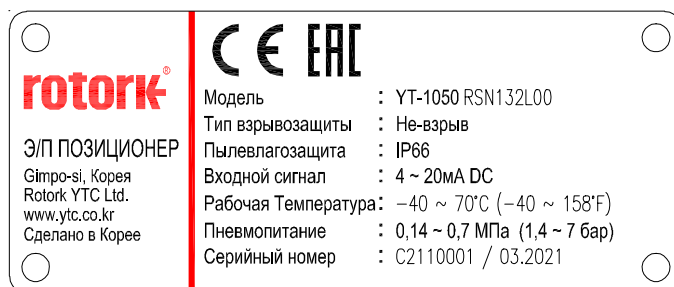 rotork®
Э/П ПОЗИЦИОНЕР
Gimpo-si, Корея
Rotork YTC Ltd.
www.ytc.co.kr
Сделано в Корее
CE EAC
Модель : YT-1050 RSN132L00
Тип взрывозащиты : Не-взрыв
Пылевлагозащита : IP66
Входной сигнал : 4 ~ 20мА DC
Рабочая Температура: -40 ~ 70°C (-40 ~ 158°F)
Пневмопитание : 0,14 ~ 0,7 МПа (1,4 ~ 7 бар)
Серийный номер : C2110001 / 03.2021